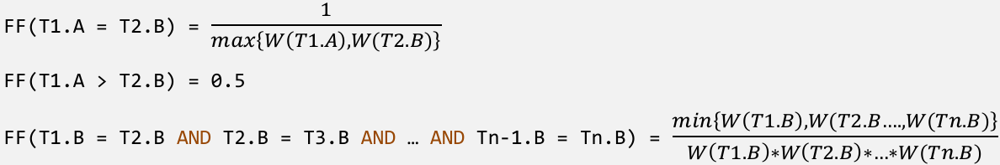 FF(T1.A = T2.B) = \frac{1}{max\{W(T1.A),W(T2.B)\}}
FF(T1.A > T2.B) = 0.5
FF(T1.B = T2.B AND T2.B = T3.B AND … AND Tn-1.B = Tn.B) = \frac{min\{W(T1.B),W(T2.B….,W(Tn.B)\}}{W(T1.B)*W(T2.B)*…*W(Tn.B)}